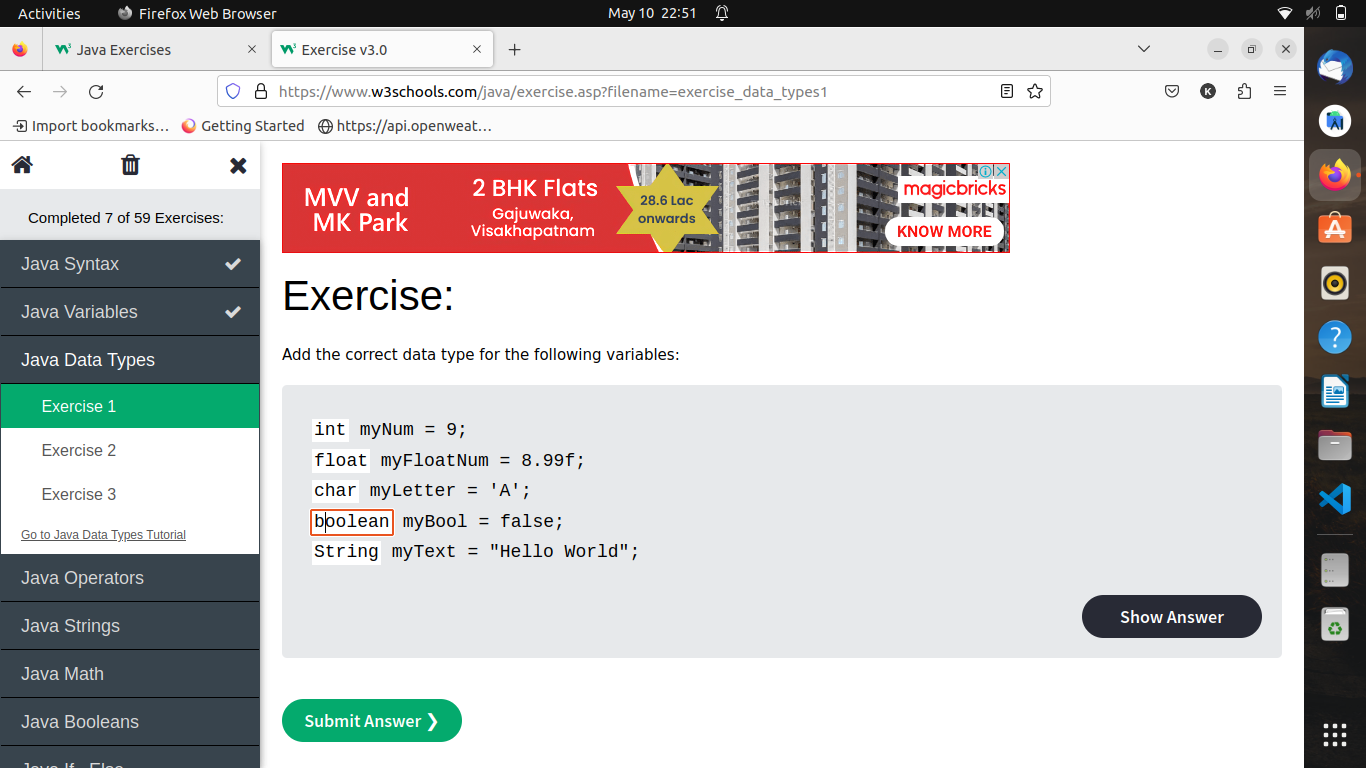 Activities Firefox Web Browser May 10 22:51
Java Exercises Exercise v3.0
https://www.w3schools.com/java/exercise.asp?filename=exercise_data_types1 K
Import bookmarks... Getting Started https://api.openweat...
Completed 7 of 59 Exercises:
Java Syntax
Java Variables
Java Data Types
Exercise 1
Exercise 2
Exercise 3
Go to Java Data Types Tutorial
Java Operators
Java Strings
Java Math
Java Booleans
Java If...Else
MVV and
MK Park
2 BHK Flats
Gajuwaka,
Visakhapatnam
28.6 Lac
onwards
magicbricks
KNOW MORE
Exercise:
Add the correct data type for the following variables:
int myNum = 9;
float myFloatNum = 8.99f;
char myLetter = 'A';
boolean myBool = false;
String myText = "Hello World";
Show Answer
Submit Answer ❯